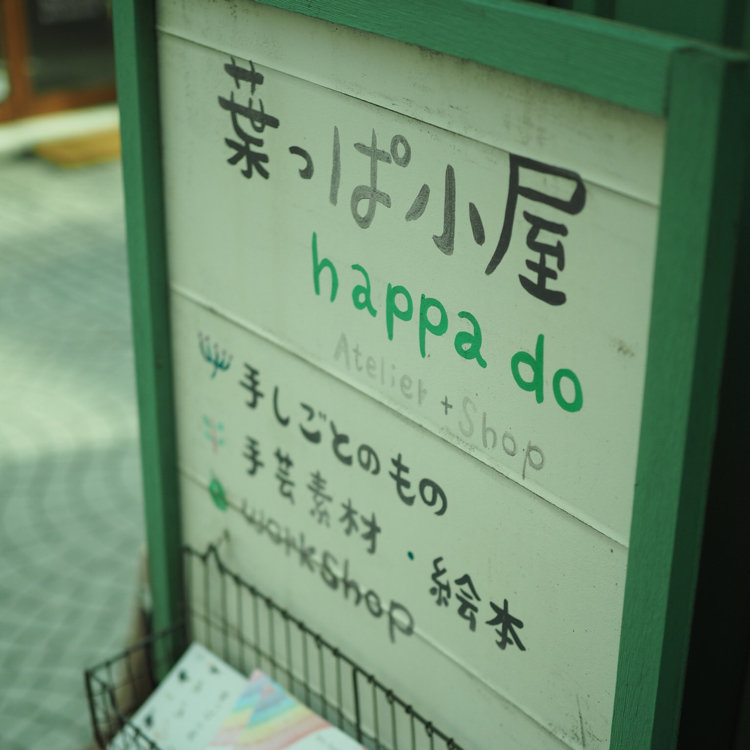 葉っぱ小屋
happa do
Atelier + Shop
手しごとのもの
手芸素材・絵本
workshop